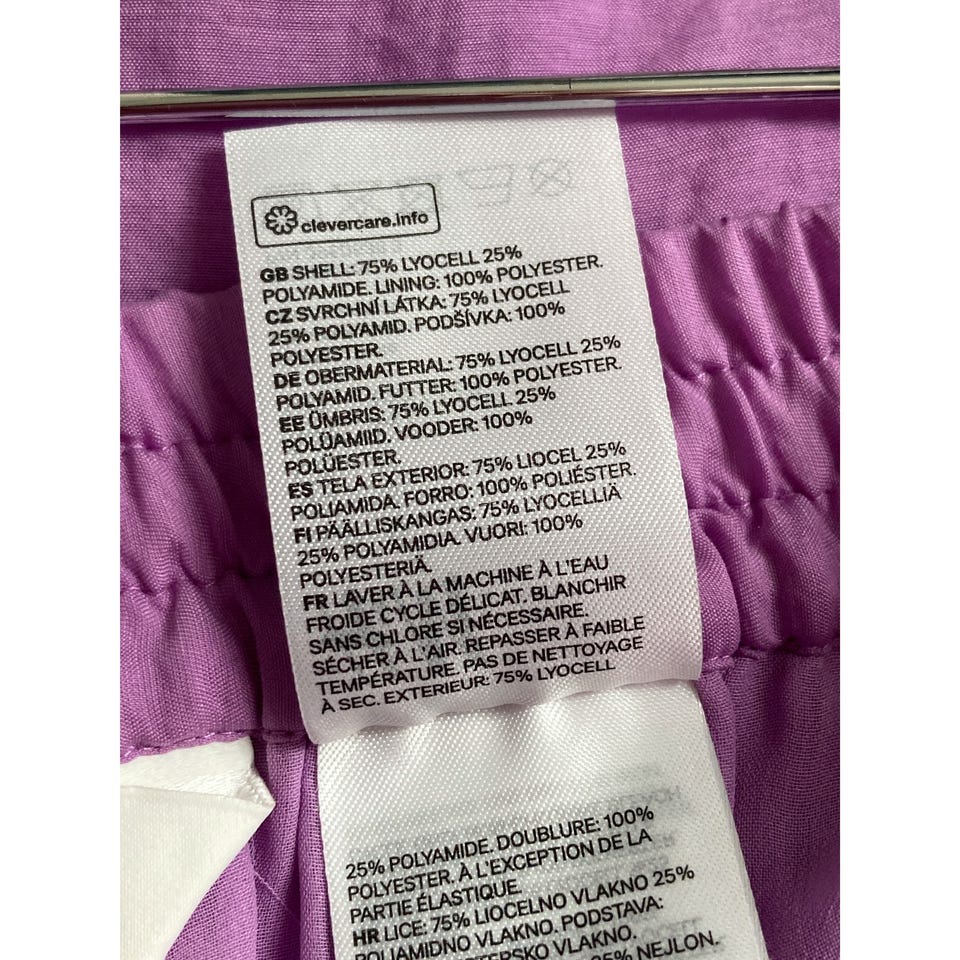 clevercare.info
GB SHELL: 75% LYOCELL 25%
POLYAMIDE. LINING: 100% POLYESTER.
CZ SVRCHNÍ LÁTKA: 75% LYOCELL
25% POLYAMID. PODŠÍVKA: 100%
POLYESTER.
DE OBERMATERIAL: 75% LYOCELL 25%
POLYAMID. FUTTER: 100% POLYESTER.
EE ÜMBRIS: 75% LYOCELL 25%
POLÜAMIID. VOODER: 100%
POLÜESTER.
ES TELA EXTERIOR: 75% LIOCEL 25%
POLIAMIDA. FORRO: 100% POLIÉSTER.
FI PÄÄLLISKANGAS: 75% LYOCELLIÄ
25% POLYAMIDIA. VUORI: 100%
POLYESTERIÄ.
FR LAVER À LA MACHINE À L'EAU
FROIDE CYCLE DÉLICAT. BLANCHIR
SANS CHLORE SI NÉCESSAIRE.
SÉCHER À L'AIR. REPASSER À FAIBLE
TEMPÉRATURE. PAS DE NETTOYAGE
À SEC. EXTERIEUR: 75% LYOCELL
25% POLYAMIDE. DOUBLURE: 100%
POLYESTER. À L'EXCEPTION DE LA
PARTIE ÉLASTIQUE.
HR LICE: 75% LIOCELNO VLAKNO 25%
POLIAMIDNO VLAKNO. PODSTAVA:
VLAKNO.
25% NEJLON.